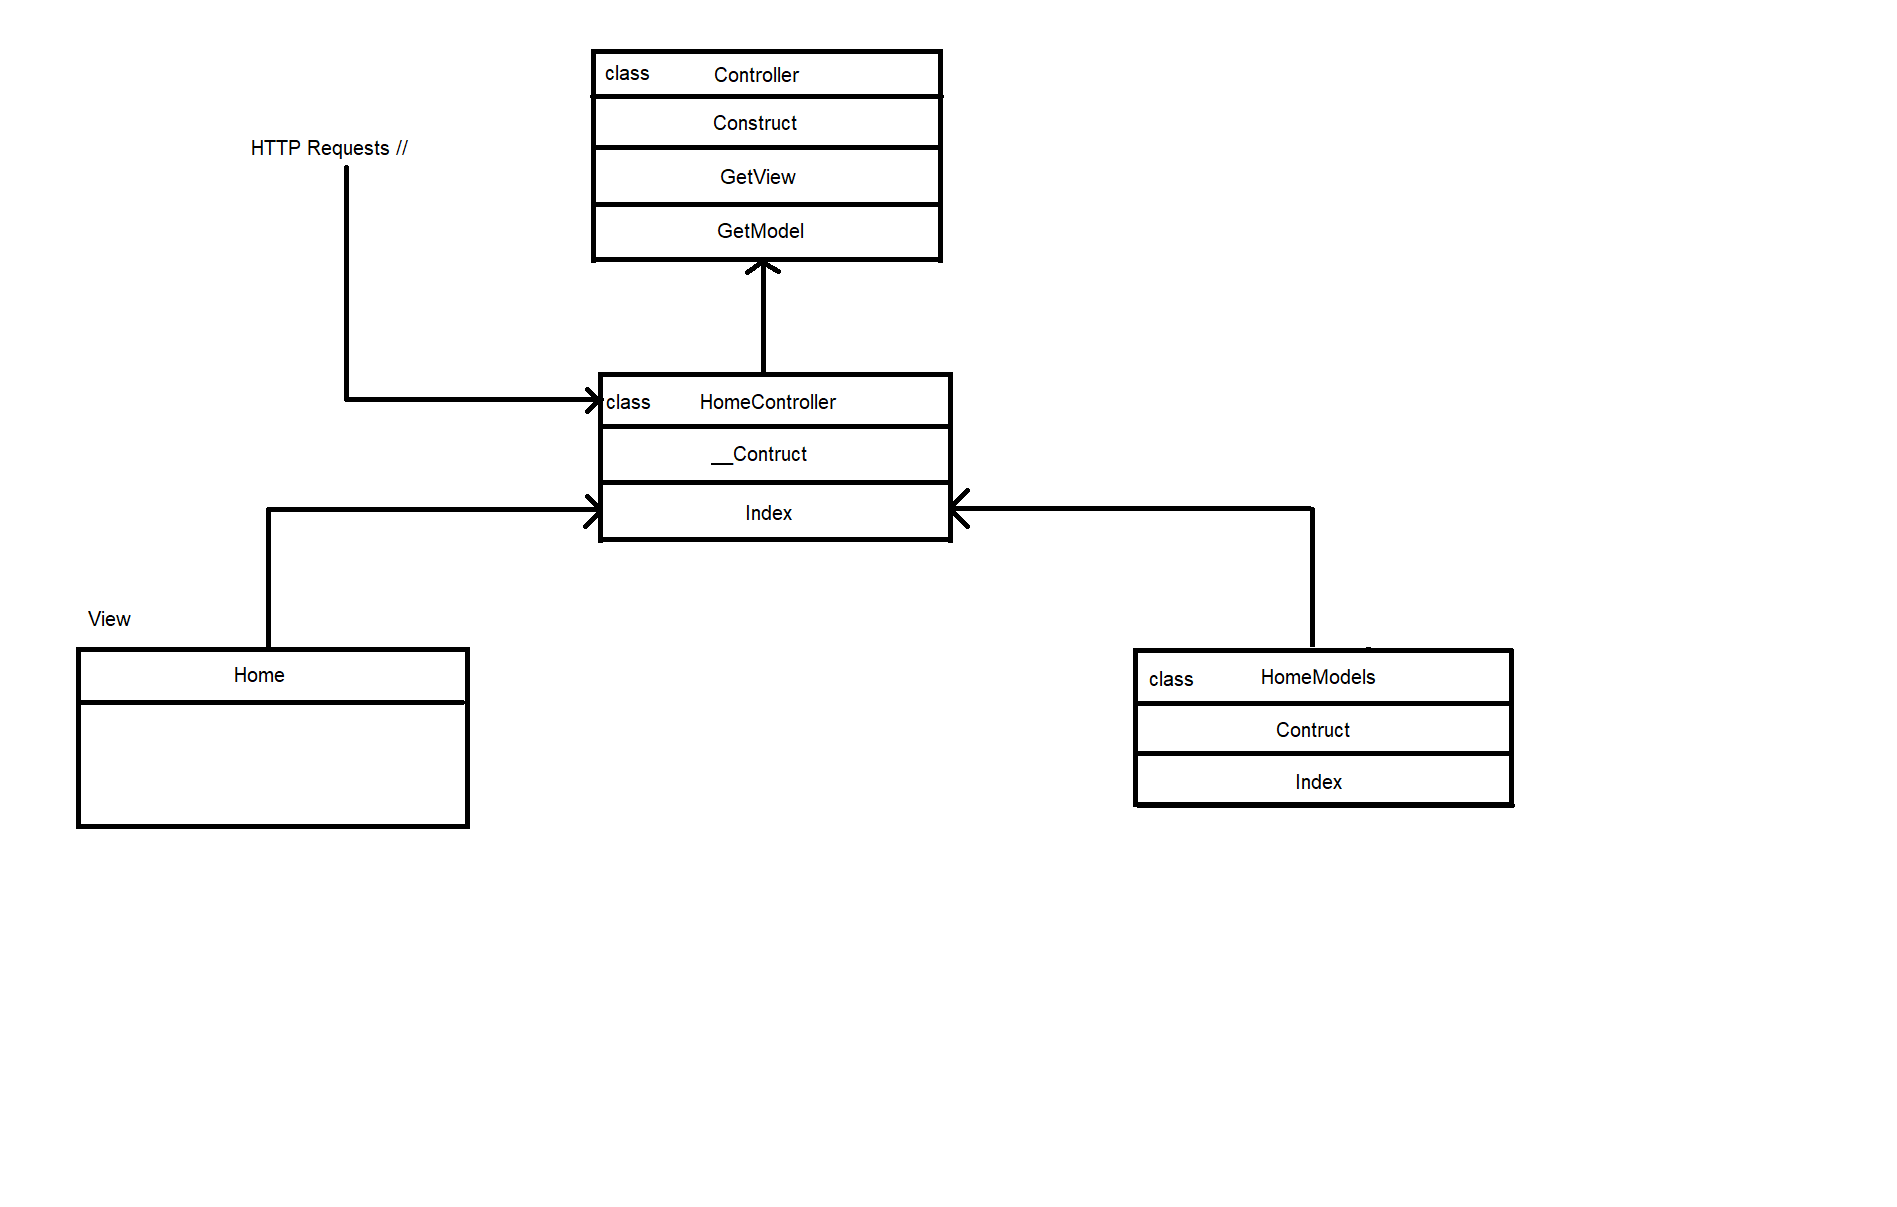 class Controller
Construct
HTTP Requests //
GetView
GetModel
class HomeController
__Contruct
Index
View
Home
class HomeModels
Contruct
Index